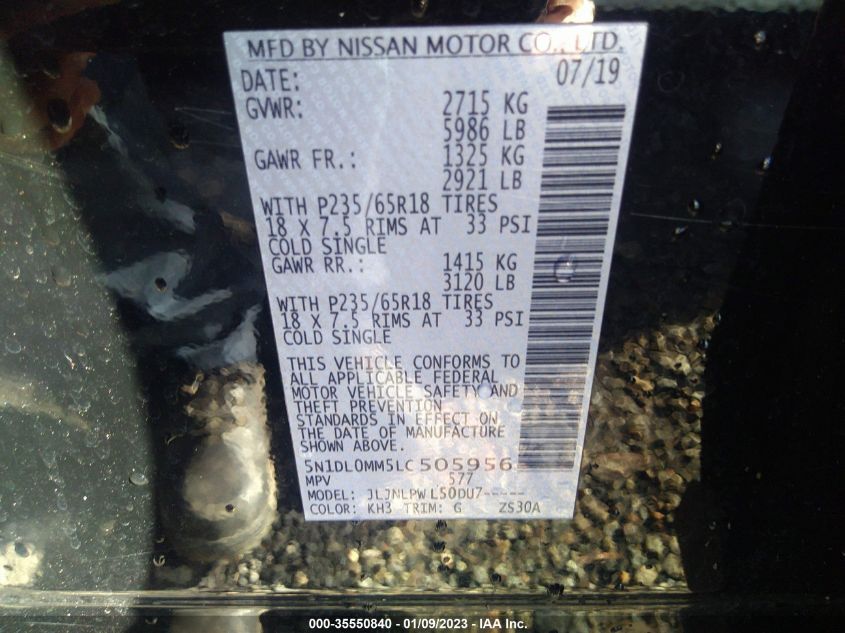 MFD BY NISSAN MOTOR CO., LTD.
DATE: 07/19
GVWR: 2715 KG
5986 LB
GAWR FR.: 1325 KG
2921 LB
WITH P235/65R18 TIRES
18 X 7.5 RIMS AT 33 PSI
COLD SINGLE
GAWR RR.: 1415 KG
3120 LB
WITH P235/65R18 TIRES
18 X 7.5 RIMS AT 33 PSI
COLD SINGLE
THIS VEHICLE CONFORMS TO
ALL APPLICABLE FEDERAL
MOTOR VEHICLE SAFETY AND
THEFT PREVENTION
STANDARDS IN EFFECT ON
THE DATE OF MANUFACTURE
SHOWN ABOVE.
5N1DL0MM5LC505956
MPV 577
MODEL: JLJNLPW L50DU7-----
COLOR: KH3 TRIM: G ZS30A
000-35550840 - 01/09/2023 - IAA Inc.